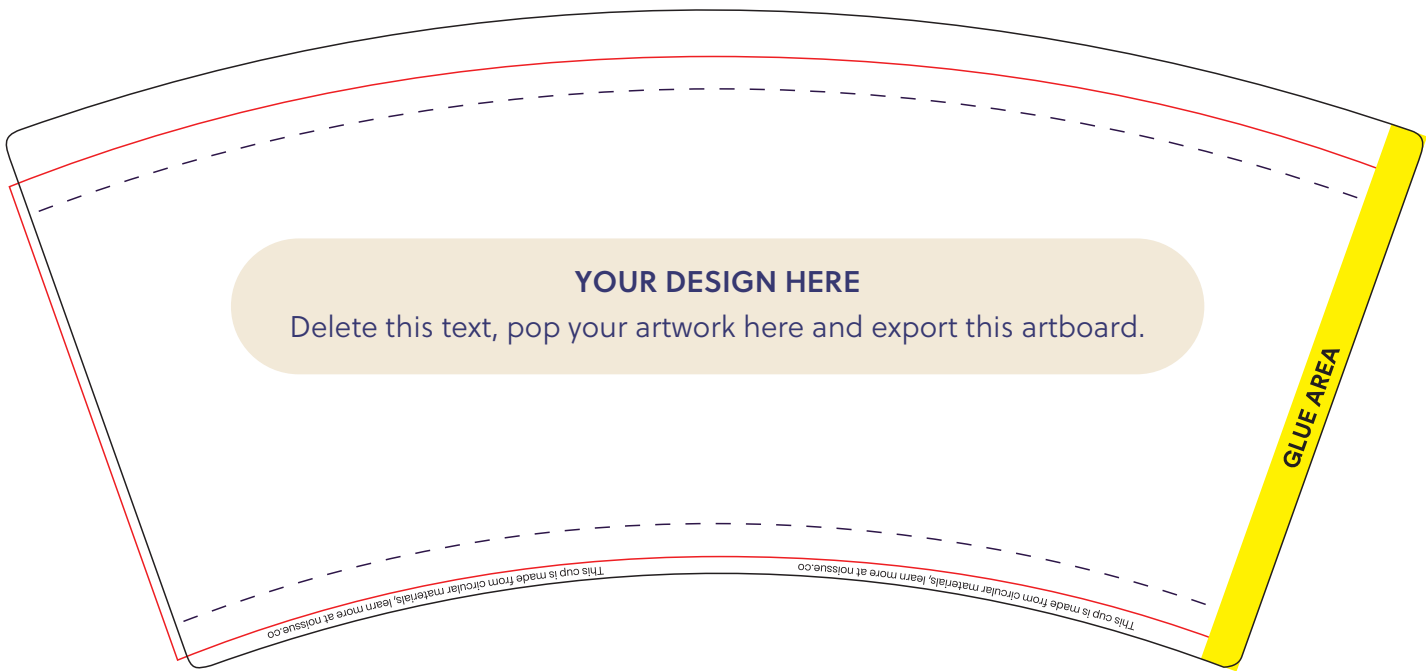 YOUR DESIGN HERE
Delete this text, pop your artwork here and export this artboard.
GLUE AREA
This cup is made from circular materials, learn more at noissue.co
This cup is made from circular materials, learn more at noissue.co